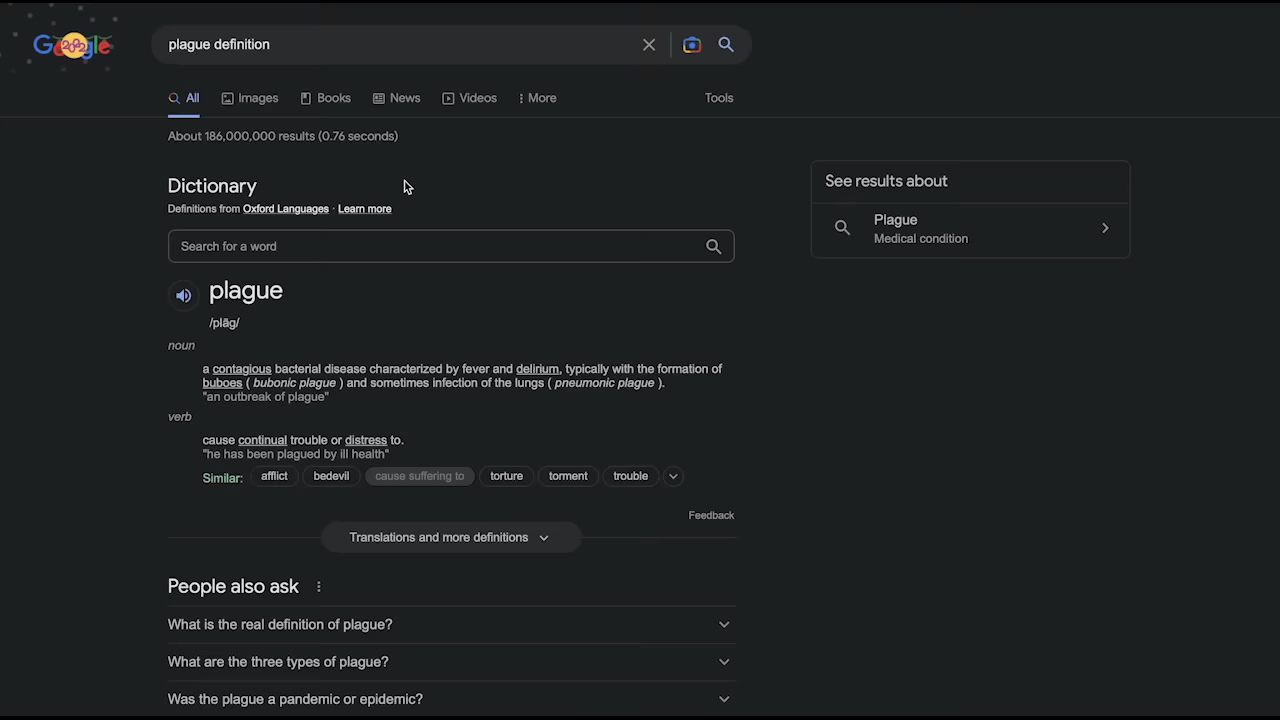 Google
plague definition
All Images Books News Videos More Tools
About 186,000,000 results (0.76 seconds)
Dictionary
Definitions from Oxford Languages · Learn more
Search for a word
plague
/plāɡ/
noun
a contagious bacterial disease characterized by fever and delirium, typically with the formation of
buboes ( bubonic plague ) and sometimes infection of the lungs ( pneumonic plague ).
"an outbreak of plague"
verb
cause continual trouble or distress to.
"he has been plagued by ill health"
Similar: afflict bedevil cause suffering to torture torment trouble
Feedback
Translations and more definitions
People also ask
What is the real definition of plague?
What are the three types of plague?
Was the plague a pandemic or epidemic?
See results about
Plague
Medical condition